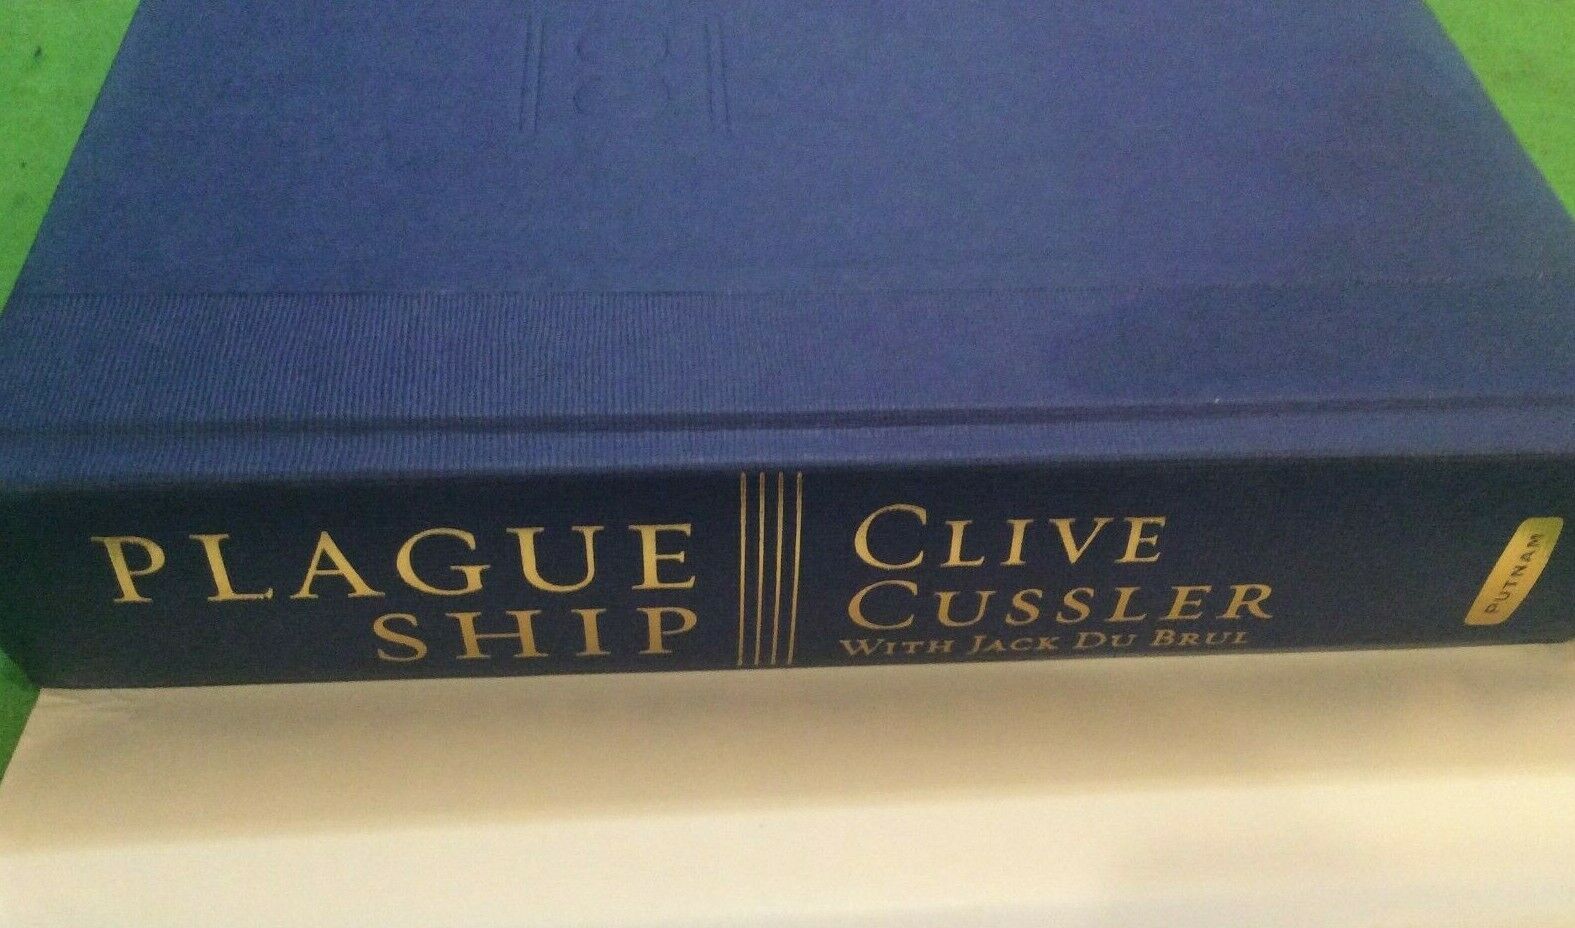 PLAGUE
SHIP
CLIVE
CUSSLER
WITH JACK DU BRUL
PUTNAM